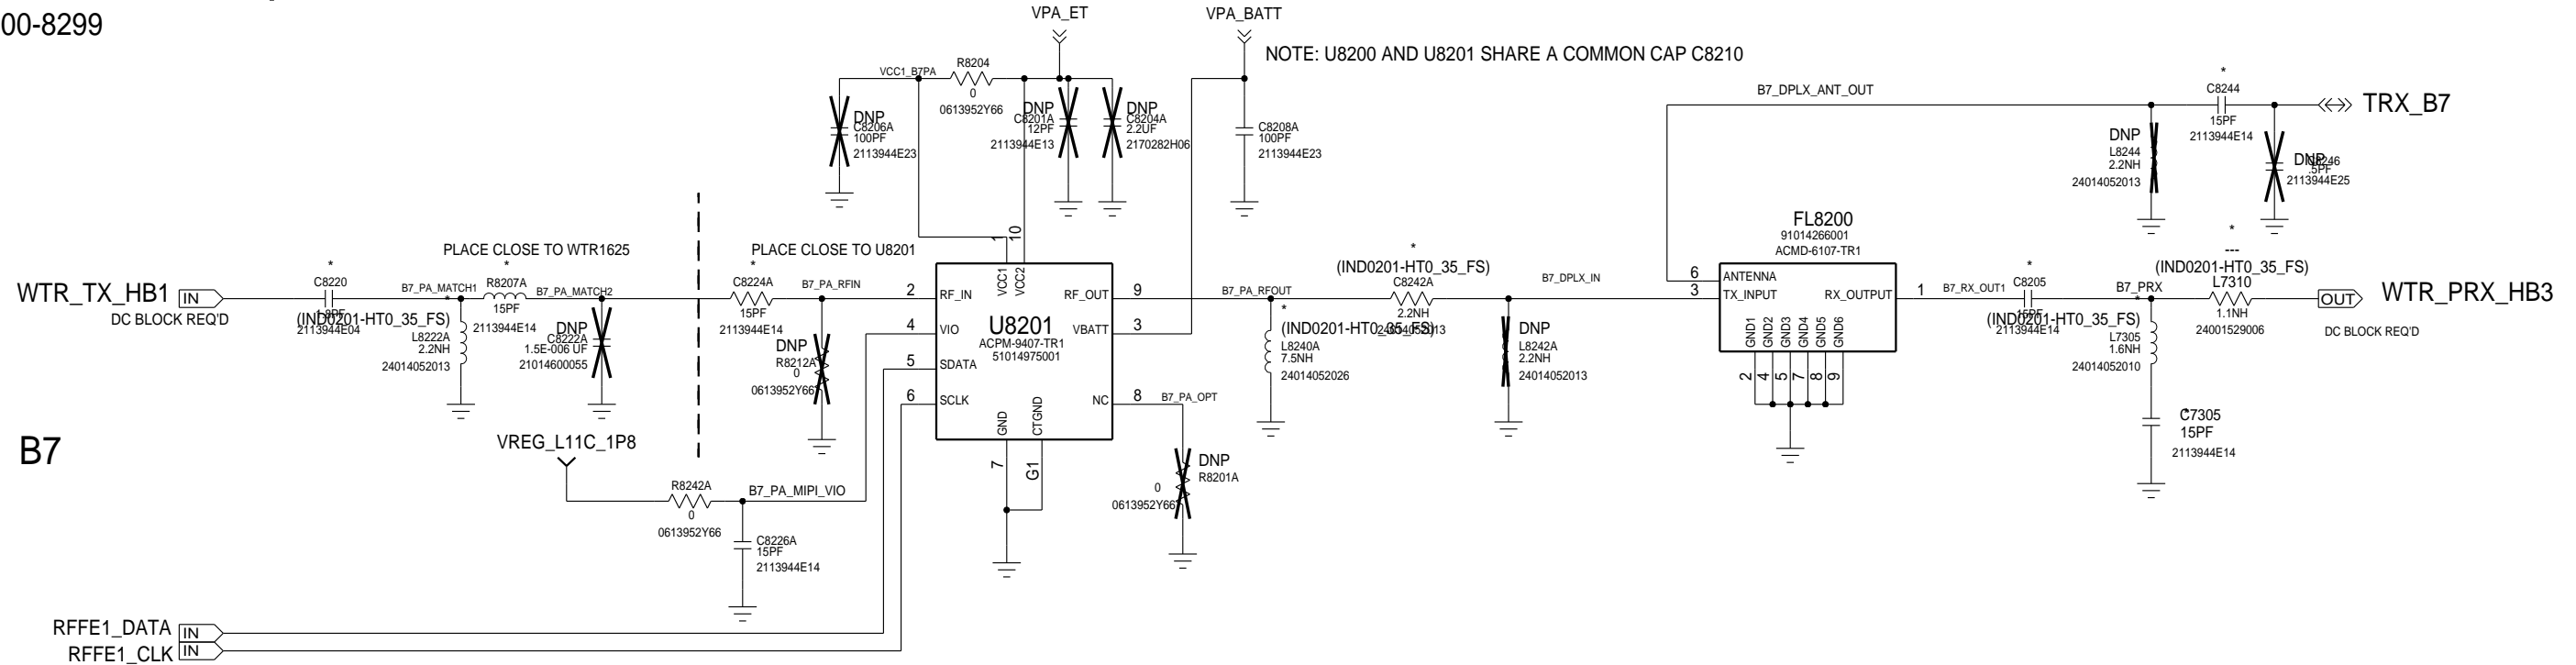 00-8299
VPA_ET
VPA_BATT
NOTE: U8200 AND U8201 SHARE A COMMON CAP C8210
VCC1_B7PA
R8204
0
0613952Y66
DNP
C8206A
100PF
2113944E23
DNP
C8201A
12PF
2113944E13
DNP
C8204A
2.2UF
2170282H06
C8208A
100PF
2113944E23
B7_DPLX_ANT_OUT
*
C8244
15PF
2113944E14
TRX_B7
DNP
L8244
2.2NH
24014052013
DNP
2113944E25
PLACE CLOSE TO WTR1625
PLACE CLOSE TO U8201
WTR_TX_HB1
IN
DC BLOCK REQ'D
*
C8220
2113944E04
B7_PA_MATCH1
*
(IND0201-HT0_35_FS)
L8222A
2.2NH
24014052013
*
R8207A
15PF
2113944E14
B7_PA_MATCH2
DNP
C8222A
1.5E-006 UF
21014600055
*
C8224A
15PF
2113944E14
B7_PA_RFIN
DNP
R8212A
0
0613952Y66
1
10
VCC1
VCC2
2
RF_IN
4
VIO
5
SDATA
6
SCLK
U8201
ACPM-9407-TR1
51014975001
RF_OUT
9
VBATT
3
NC
8
GND
CTGND
7
G1
B7_PA_OPT
DNP
R8201A
0
0613952Y66
B7_PA_RFOUT
*
(IND0201-HT0_35_FS)
L8240A
7.5NH
24014052026
*
(IND0201-HT0_35_FS)
C8242A
2.2NH
24014052013
B7_DPLX_IN
DNP
L8242A
2.2NH
24014052013
FL8200
91014266001
ACMD-6107-TR1
6
ANTENNA
3
TX_INPUT
RX_OUTPUT
1
GND1
GND2
GND3
GND4
GND5
GND6
2
4
5
7
8
9
B7_RX_OUT1
*
C8205
15PF
2113944E14
B7_PRX
*
(IND0201-HT0_35_FS)
L7305
1.6NH
24014052010
*
---
(IND0201-HT0_35_FS)
L7310
1.1NH
24001529006
OUT
WTR_PRX_HB3
DC BLOCK REQ'D
C7305
15PF
2113944E14
B7
VREG_L11C_1P8
R8242A
0
0613952Y66
B7_PA_MIPI_VIO
C8226A
15PF
2113944E14
RFFE1_DATA
IN
RFFE1_CLK
IN